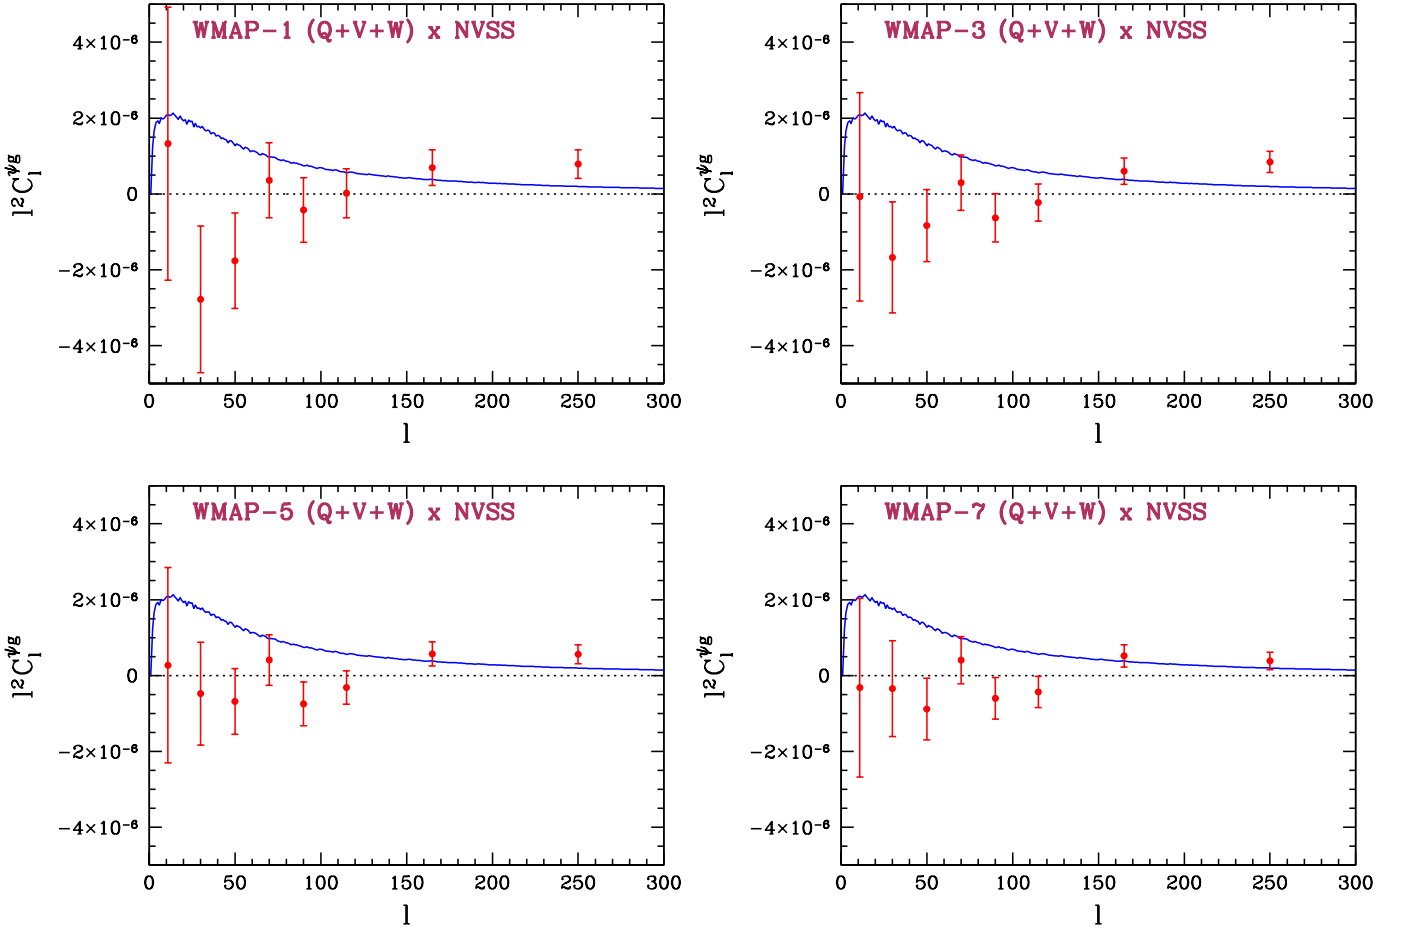 WMAP-1 (Q+V+W) x NVSS
4×10⁻⁶
2×10⁻⁶
0
-2×10⁻⁶
-4×10⁻⁶
l²C_l^ψg
0 50 100 150 200 250 300
l
WMAP-3 (Q+V+W) x NVSS
4×10⁻⁶
2×10⁻⁶
0
-2×10⁻⁶
-4×10⁻⁶
l²C_l^ψg
0 50 100 150 200 250 300
l
WMAP-5 (Q+V+W) x NVSS
4×10⁻⁶
2×10⁻⁶
0
-2×10⁻⁶
-4×10⁻⁶
l²C_l^ψg
0 50 100 150 200 250 300
l
WMAP-7 (Q+V+W) x NVSS
4×10⁻⁶
2×10⁻⁶
0
-2×10⁻⁶
-4×10⁻⁶
l²C_l^ψg
0 50 100 150 200 250 300
l